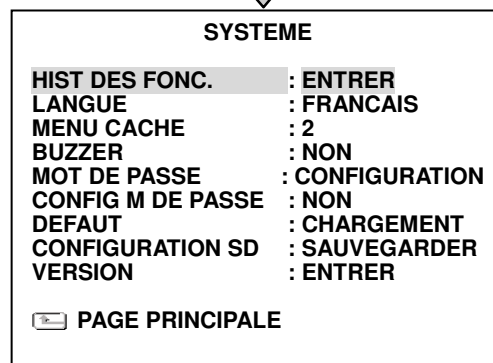 SYSTEME
HIST DES FONC. : ENTRER
LANGUE : FRANCAIS
MENU CACHE : 2
BUZZER : NON
MOT DE PASSE : CONFIGURATION
CONFIG M DE PASSE : NON
DEFAUT : CHARGEMENT
CONFIGURATION SD : SAUVEGARDER
VERSION : ENTRER
PAGE PRINCIPALE